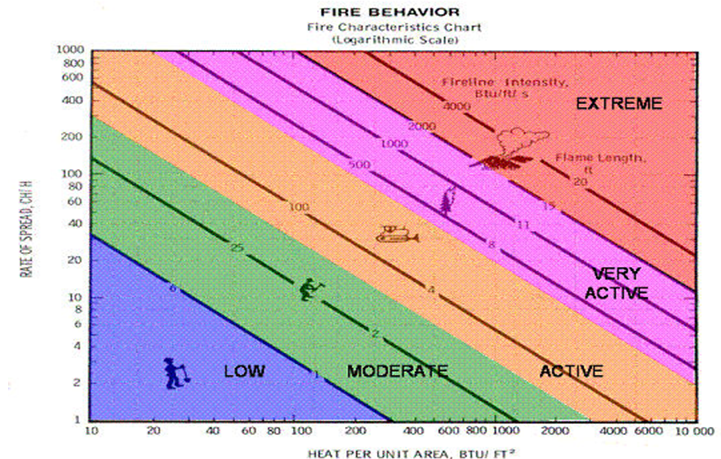 FIRE BEHAVIOR
Fire Characteristics Chart
(Logarithmic Scale)
RATE OF SPREAD, CH/H
1000
800
600
400
200
100
80
60
40
20
10
8
6
4
2
1
Fireline Intensity,
Btu/ft/s
EXTREME
4000
2000
1000
500
100
25
6
Flame Length,
ft
20
15
11
8
4
2
1
VERY
ACTIVE
LOW
MODERATE
ACTIVE
10 20 40 60 80 100 200 400 600 800 1000 2000 4000 6000 10 000
HEAT PER UNIT AREA, BTU/ FT²